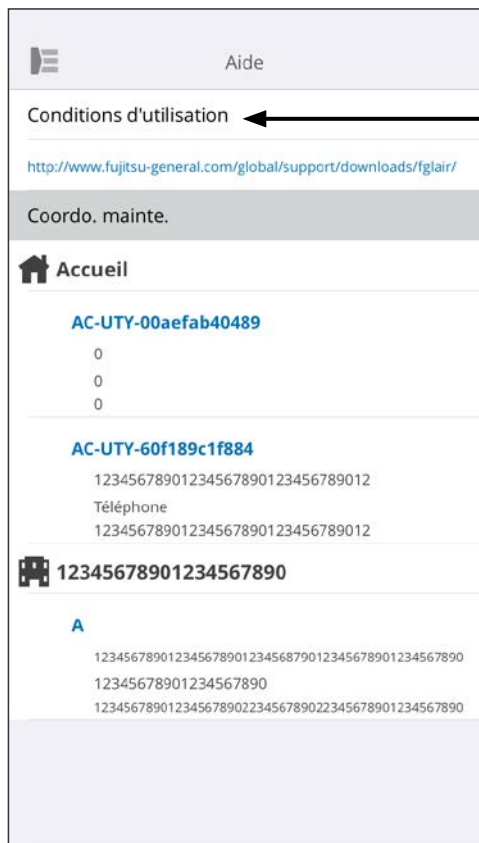 Aide
Conditions d'utilisation
http://www.fujitsu-general.com/global/support/downloads/fglair/
Coordo. mainte.
Accueil
AC-UTY-00aefab40489
0
0
0
AC-UTY-60f189c1f884
12345678901234567890123456789012
Téléphone
12345678901234567890123456789012
12345678901234567890
A
12345678901234567890123456879012345678901234567890
12345678901234567890
12345678901234567890223456789022345678901234567890